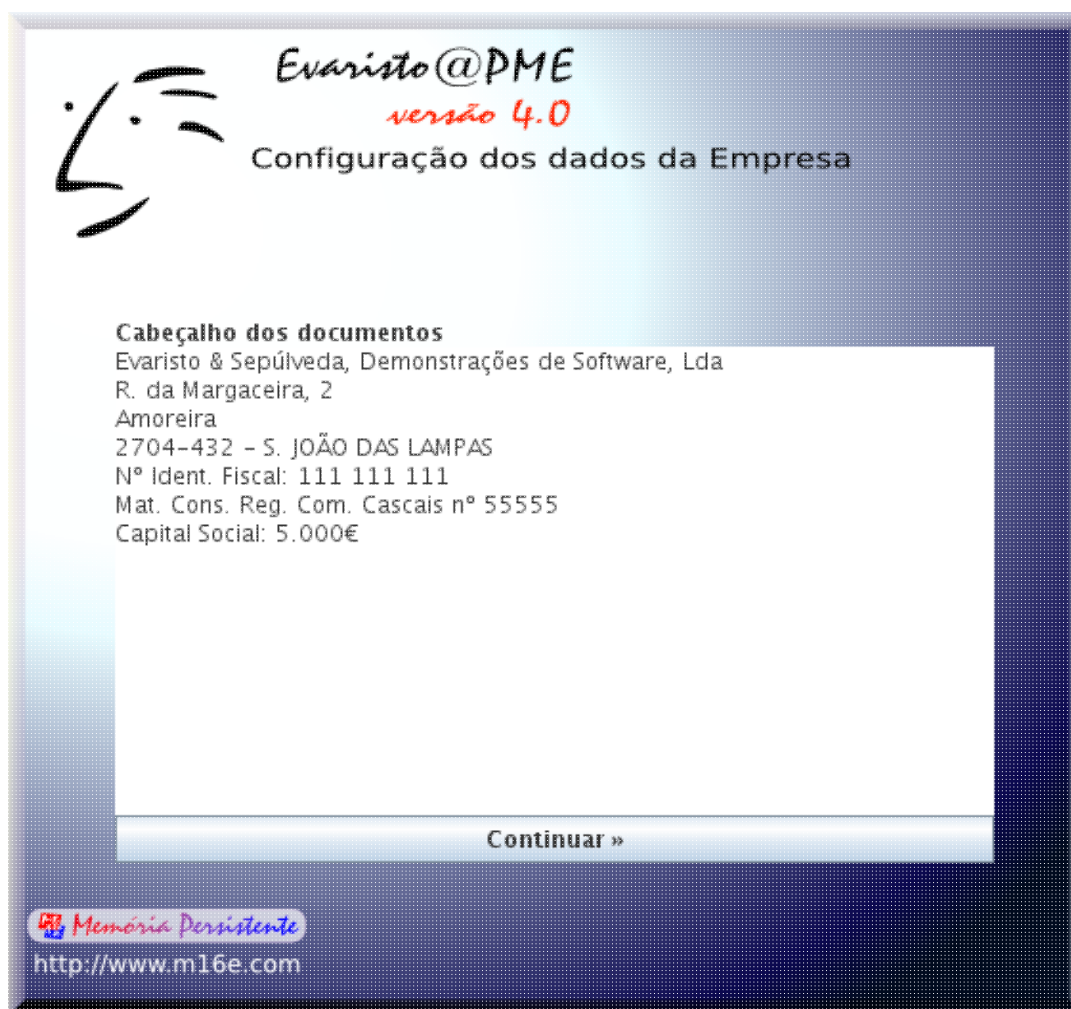 Evaristo@PME
versão 4.0
Configuração dos dados da Empresa
Cabeçalho dos documentos
Evaristo & Sepúlveda, Demonstrações de Software, Lda
R. da Margaceira, 2
Amoreira
2704-432 - S. JOÃO DAS LAMPAS
Nº Ident. Fiscal: 111 111 111
Mat. Cons. Reg. Com. Cascais nº 55555
Capital Social: 5.000€
Continuar »
Memória Persistente
http://www.m16e.com